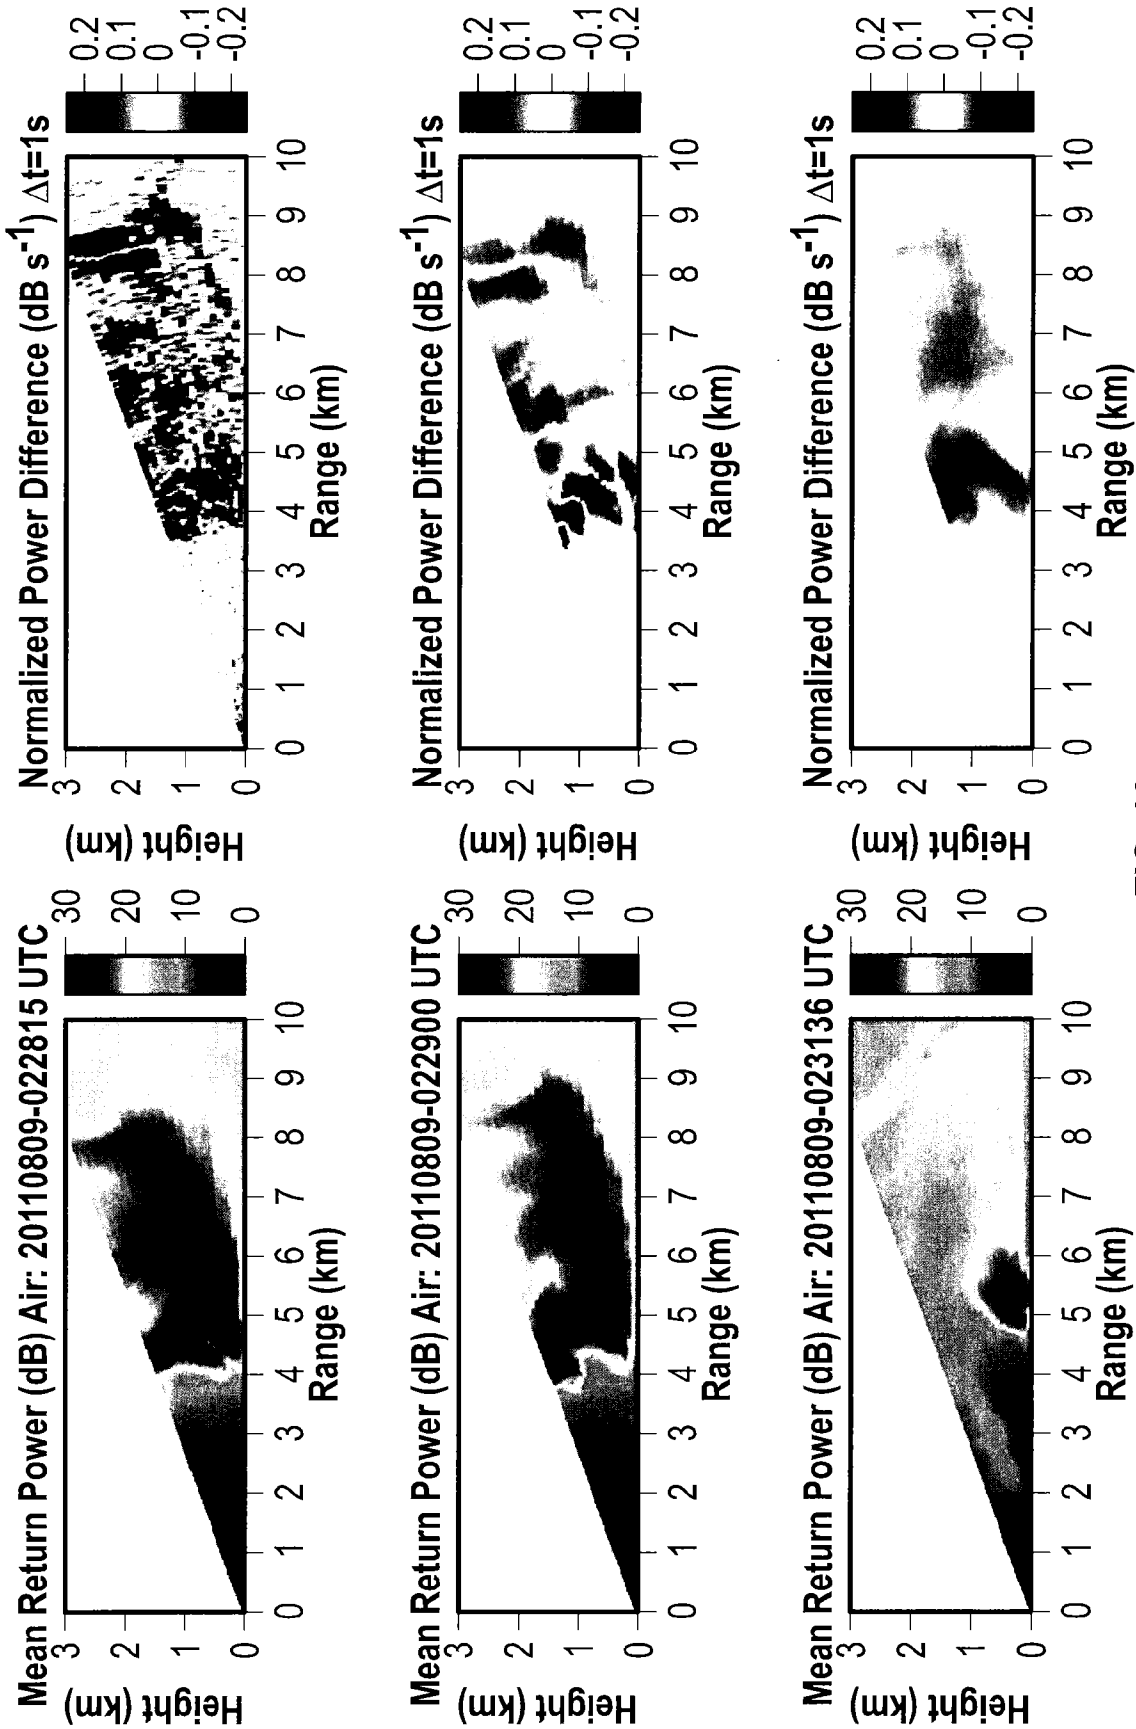 Mean Return Power (dB) Air: 20110809-022815 UTC
30
20
10
0
3
2
1
0
Height (km)
0 1 2 3 4 5 6 7 8 9 10
Range (km)
Normalized Power Difference (dB s-1) Δt=1s
0.2
0.1
0
-0.1
-0.2
3
2
1
0
Height (km)
0 1 2 3 4 5 6 7 8 9 10
Range (km)
Mean Return Power (dB) Air: 20110809-022900 UTC
30
20
10
0
3
2
1
0
Height (km)
0 1 2 3 4 5 6 7 8 9 10
Range (km)
Normalized Power Difference (dB s-1) Δt=1s
0.2
0.1
0
-0.1
-0.2
3
2
1
0
Height (km)
0 1 2 3 4 5 6 7 8 9 10
Range (km)
Mean Return Power (dB) Air: 20110809-023136 UTC
30
20
10
0
3
2
1
0
Height (km)
0 1 2 3 4 5 6 7 8 9 10
Range (km)
Normalized Power Difference (dB s-1) Δt=1s
0.2
0.1
0
-0.1
-0.2
3
2
1
0
Height (km)
0 1 2 3 4 5 6 7 8 9 10
Range (km)